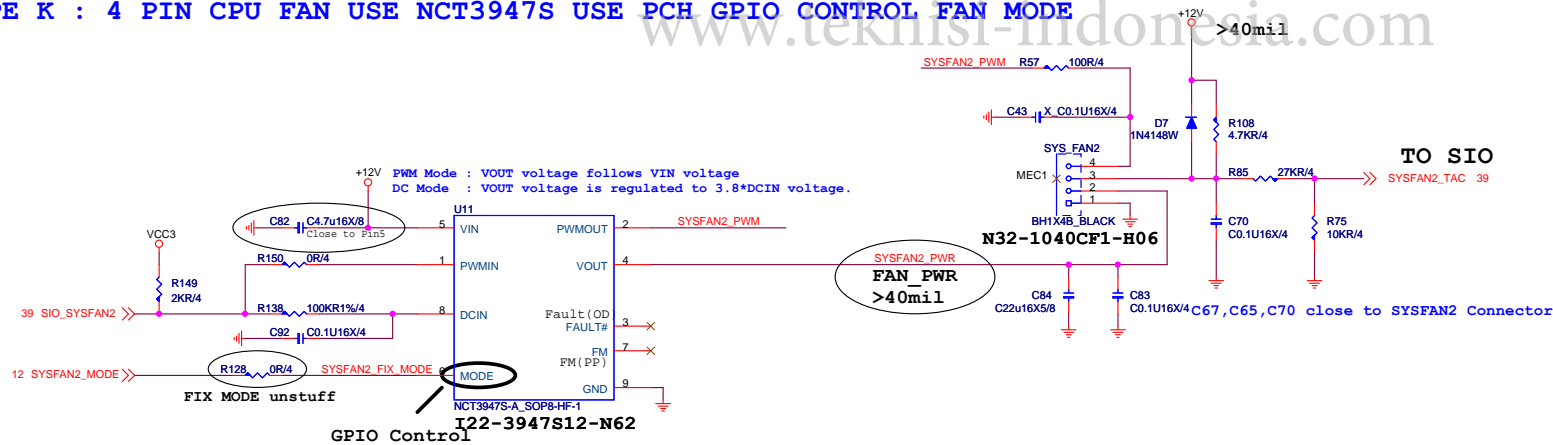 PE K : 4 PIN CPU FAN USE NCT3947S USE PCH GPIO CONTROL FAN MODE
www.teknisi-indonesia.com
+12V
>40mil
SYSFAN2_PWM
R57
100R/4
C43
X_C0.1U16X/4
D7
1N4148W
R108
4.7KR/4
SYS_FAN2
MEC1
4
3
2
1
BH1X4B_BLACK
N32-1040CF1-H06
R85
27KR/4
TO SIO
SYSFAN2_TAC 39
C70
C0.1U16X/4
R75
10KR/4
+12V
PWM Mode : VOUT voltage follows VIN voltage
DC Mode : VOUT voltage is regulated to 3.8*DCIN voltage.
C82
C4.7u16X/8
Close to Pin5
U11
5
VIN
PWMOUT
2
SYSFAN2_PWM
VCC3
R150
0R/4
1
PWMIN
VOUT
4
SYSFAN2_PWR
FAN_PWR
>40mil
R149
2KR/4
39 SIO_SYSFAN2
R138
100KR1%/4
8
DCIN
C92
C0.1U16X/4
Fault(OD
FAULT#
3
FM
7
FM(PP)
C84
C22u16X5/8
C83
C0.1U16X/4
C67,C65,C70 close to SYSFAN2 Connector
12 SYSFAN2_MODE
R128
0R/4
SYSFAN2_FIX_MODE
6
MODE
GND
9
FIX MODE unstuff
NCT3947S-A_SOP8-HF-1
I22-3947S12-N62
GPIO Control